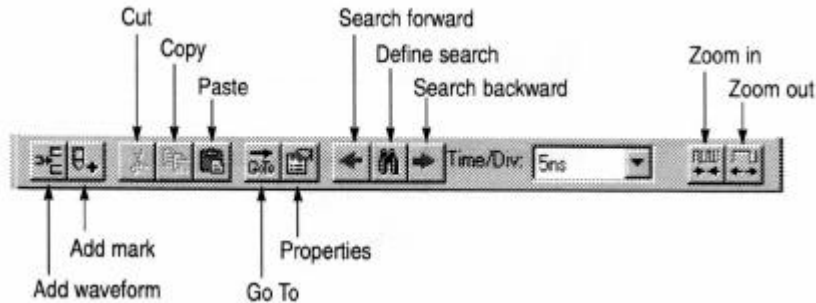 Cut
Search forward
Copy
Define search
Zoom in
Paste
Search backward
Zoom out
GoTo
Time/Div:
5ns
Add mark
Properties
Add waveform
Go To